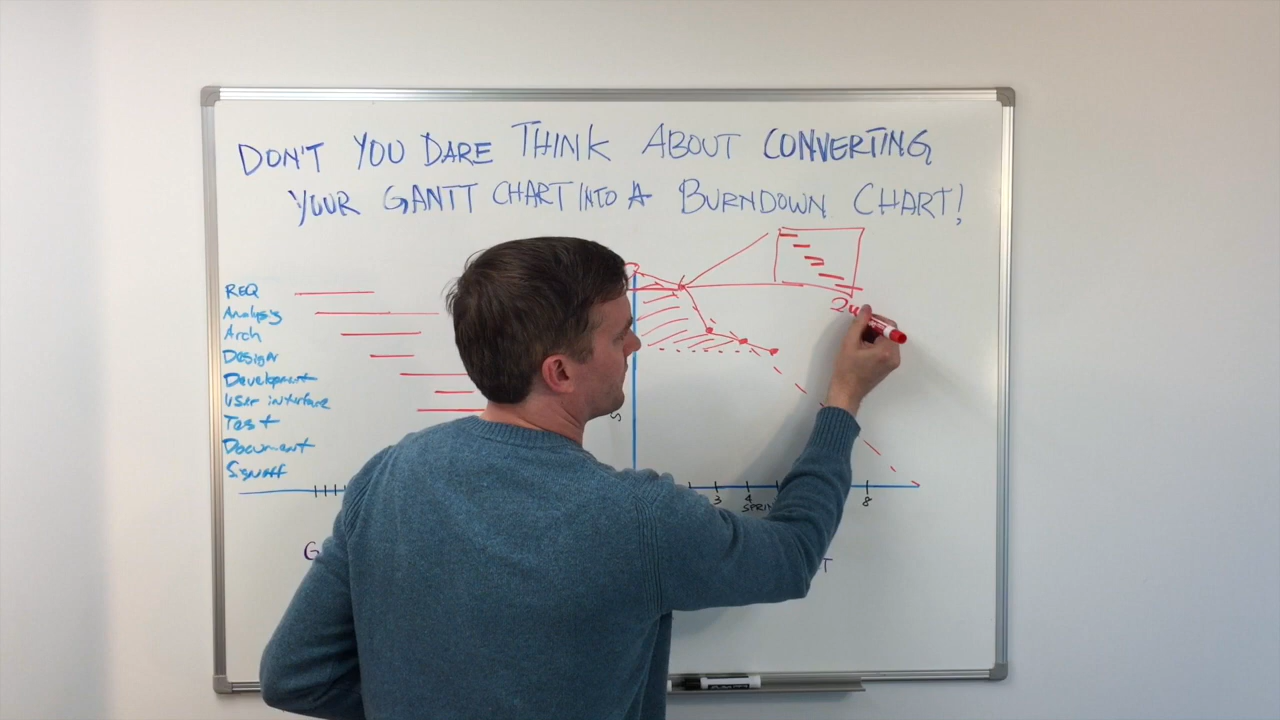 DON'T YOU DARE THINK ABOUT CONVERTING
YOUR GANTT CHART INTO A BURNDOWN CHART!
REQ
Analysis
Arch
Design
Development
User interface
Test
Document
Signoff
3
4
8